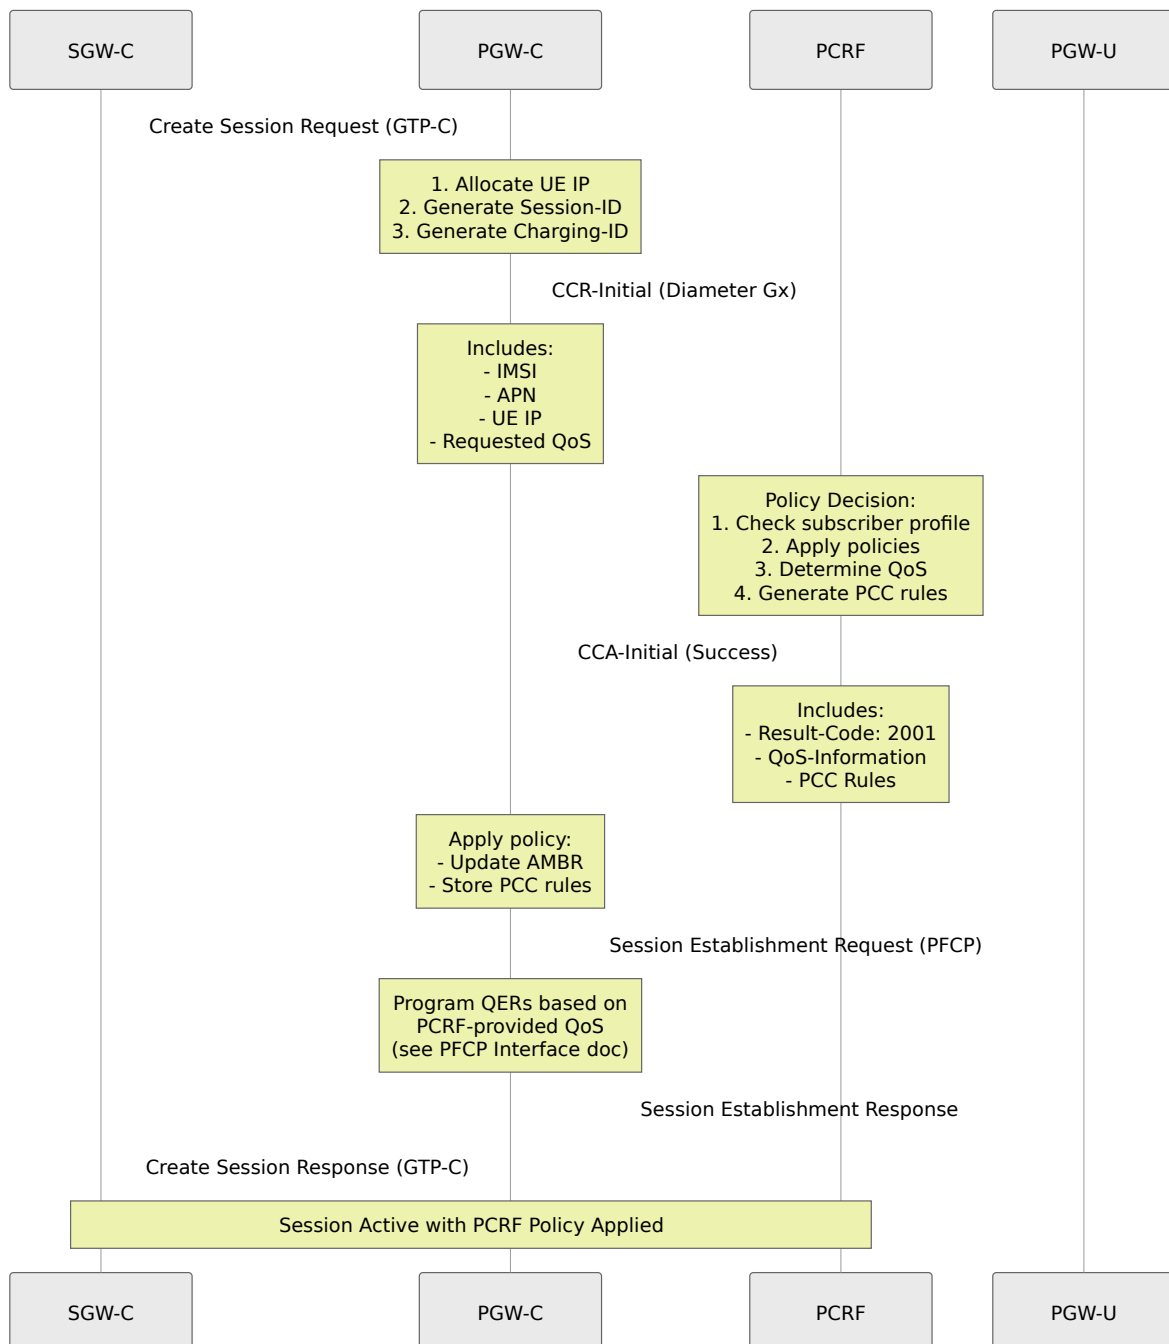 SGW-C
PGW-C
PCRF
PGW-U
Create Session Request (GTP-C)
1. Allocate UE IP
2. Generate Session-ID
3. Generate Charging-ID
CCR-Initial (Diameter Gx)
Includes:
- IMSI
- APN
- UE IP
- Requested QoS
Policy Decision:
1. Check subscriber profile
2. Apply policies
3. Determine QoS
4. Generate PCC rules
CCA-Initial (Success)
Includes:
- Result-Code: 2001
- QoS-Information
- PCC Rules
Apply policy:
- Update AMBR
- Store PCC rules
Session Establishment Request (PFCP)
Program QERs based on
PCRF-provided QoS
(see PFCP Interface doc)
Session Establishment Response
Create Session Response (GTP-C)
Session Active with PCRF Policy Applied
SGW-C
PGW-C
PCRF
PGW-U